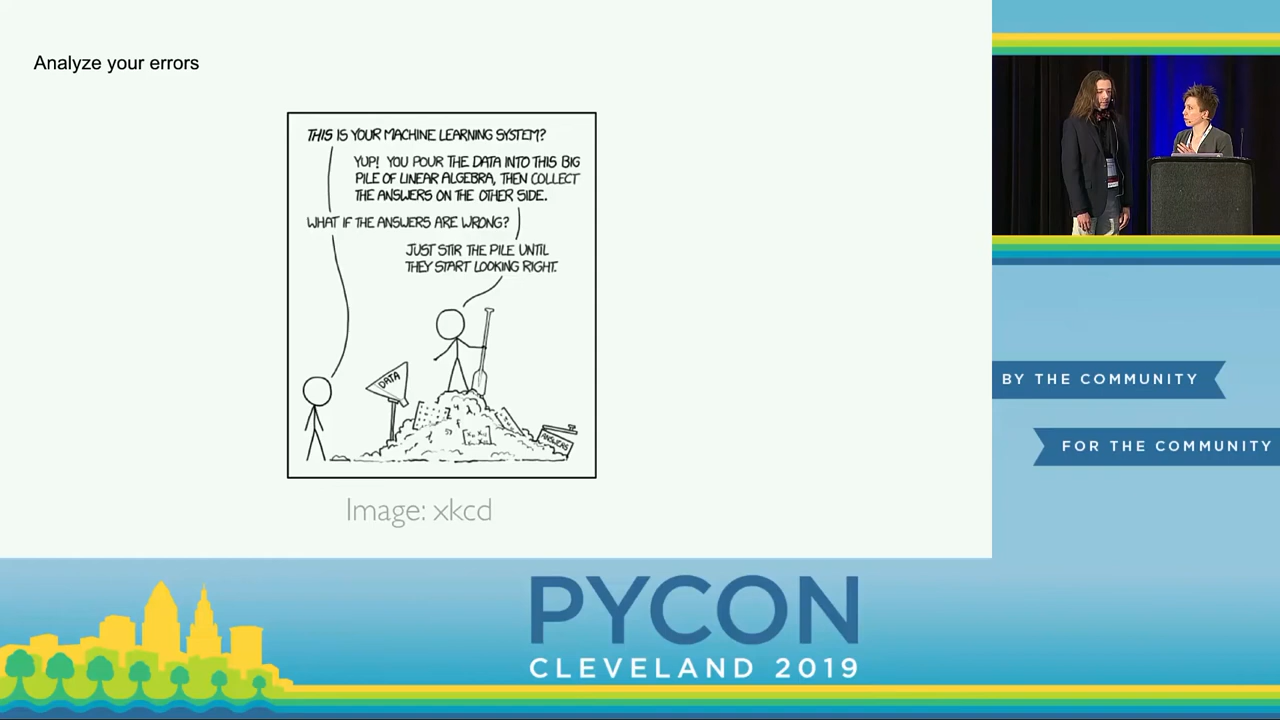 Analyze your errors
THIS IS YOUR MACHINE LEARNING SYSTEM?
YUP! YOU POUR THE DATA INTO THIS BIG
PILE OF LINEAR ALGEBRA, THEN COLLECT
THE ANSWERS ON THE OTHER SIDE.
WHAT IF THE ANSWERS ARE WRONG?
JUST STIR THE PILE UNTIL
THEY START LOOKING RIGHT.
DATA
ANSWERS
Image: xkcd
BY THE COMMUNITY
FOR THE COMMUNITY
PYCON
CLEVELAND 2019